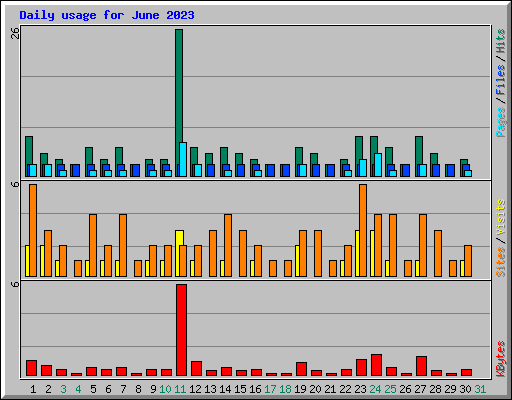 Daily usage for June 2023
26
Pages / Files / Hits
6
Sites / Visits
6
KBytes
1 2 3 4 5 6 7 8 9 10 11 12 13 14 15 16 17 18 19 20 21 22 23 24 25 26 27 28 29 30 31